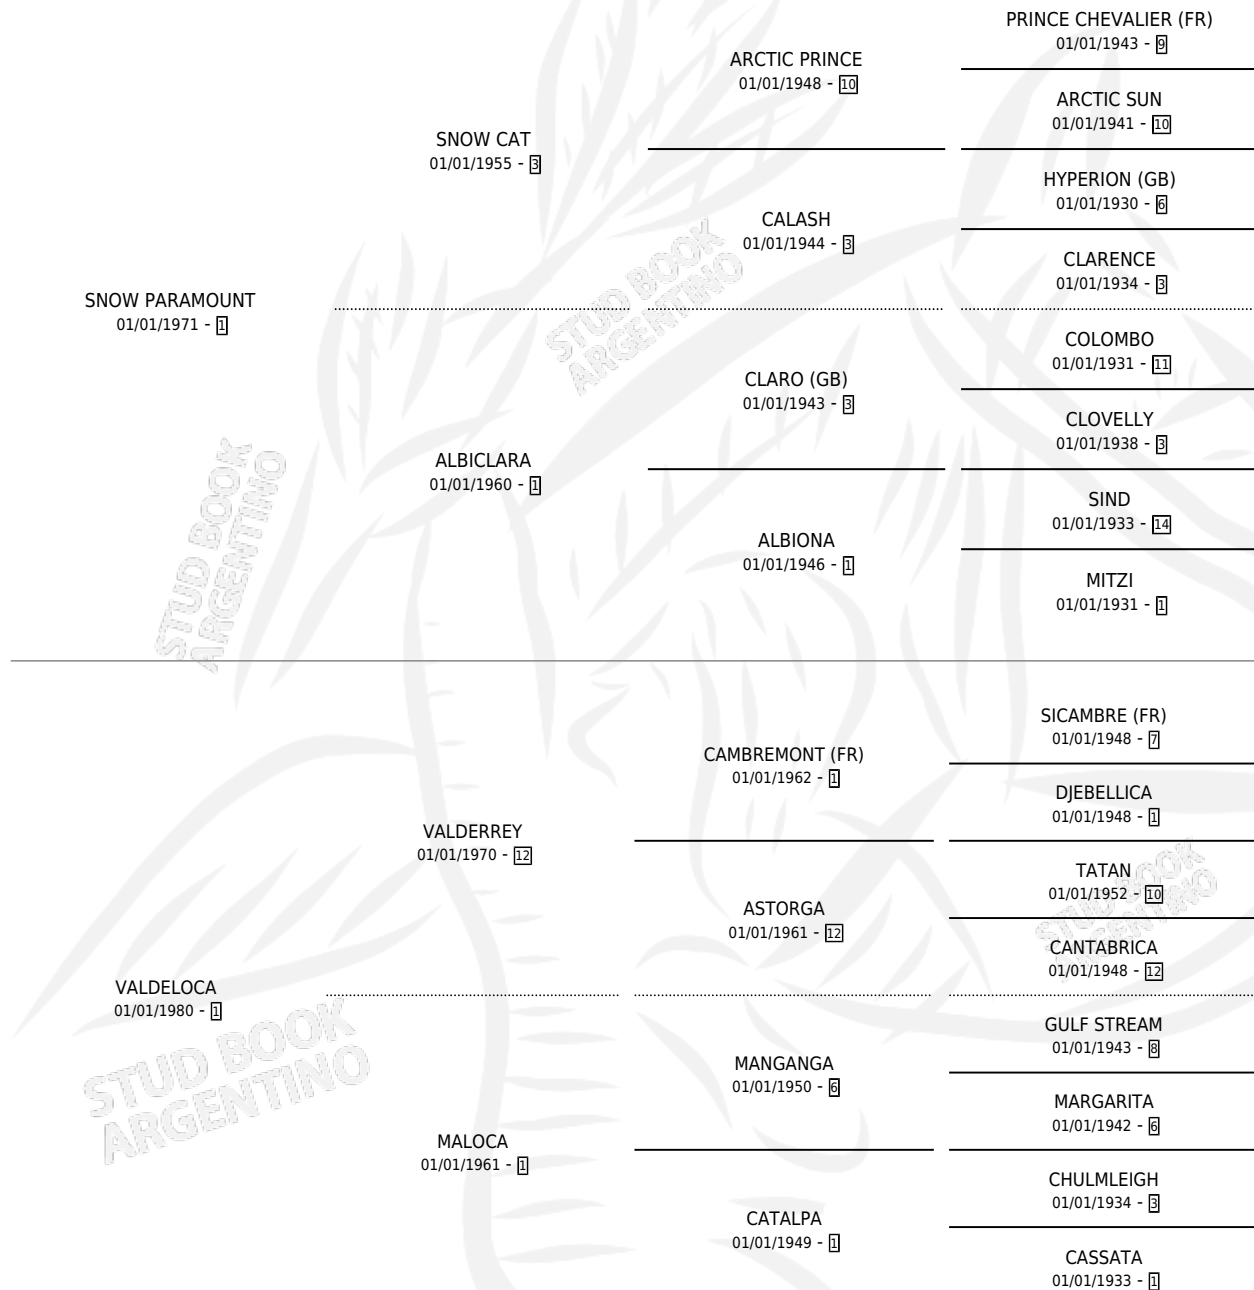 PRINCE CHEVALIER (FR)
01/01/1943 - 9
ARCTIC PRINCE
01/01/1948 - 10
ARCTIC SUN
01/01/1941 - 10
SNOW CAT
01/01/1955 - 3
HYPERION (GB)
01/01/1930 - 6
CALASH
01/01/1944 - 3
CLARENCE
01/01/1934 - 3
SNOW PARAMOUNT
01/01/1971 - 1
COLOMBO
01/01/1931 - 11
CLARO (GB)
01/01/1943 - 3
CLOVELLY
01/01/1938 - 3
ALBICLARA
01/01/1960 - 1
SIND
01/01/1933 - 14
ALBIONA
01/01/1946 - 1
MITZI
01/01/1931 - 1
SICAMBRE (FR)
01/01/1948 - 7
CAMBREMONT (FR)
01/01/1962 - 1
DJEBELLICA
01/01/1948 - 1
VALDERREY
01/01/1970 - 12
TATAN
01/01/1952 - 10
ASTORGA
01/01/1961 - 12
CANTABRICA
01/01/1948 - 12
VALDELOCA
01/01/1980 - 1
GULF STREAM
01/01/1943 - 8
MANGANGA
01/01/1950 - 6
MARGARITA
01/01/1942 - 6
MALOCA
01/01/1961 - 1
CHULMLEIGH
01/01/1934 - 3
CATALPA
01/01/1949 - 1
CASSATA
01/01/1933 - 1
STUD BOOK
ARGENTINO
STUD BOOK
ARGENTINO
STUD BOOK
ARGENTINO
STUD BOOK
ARGENTINO